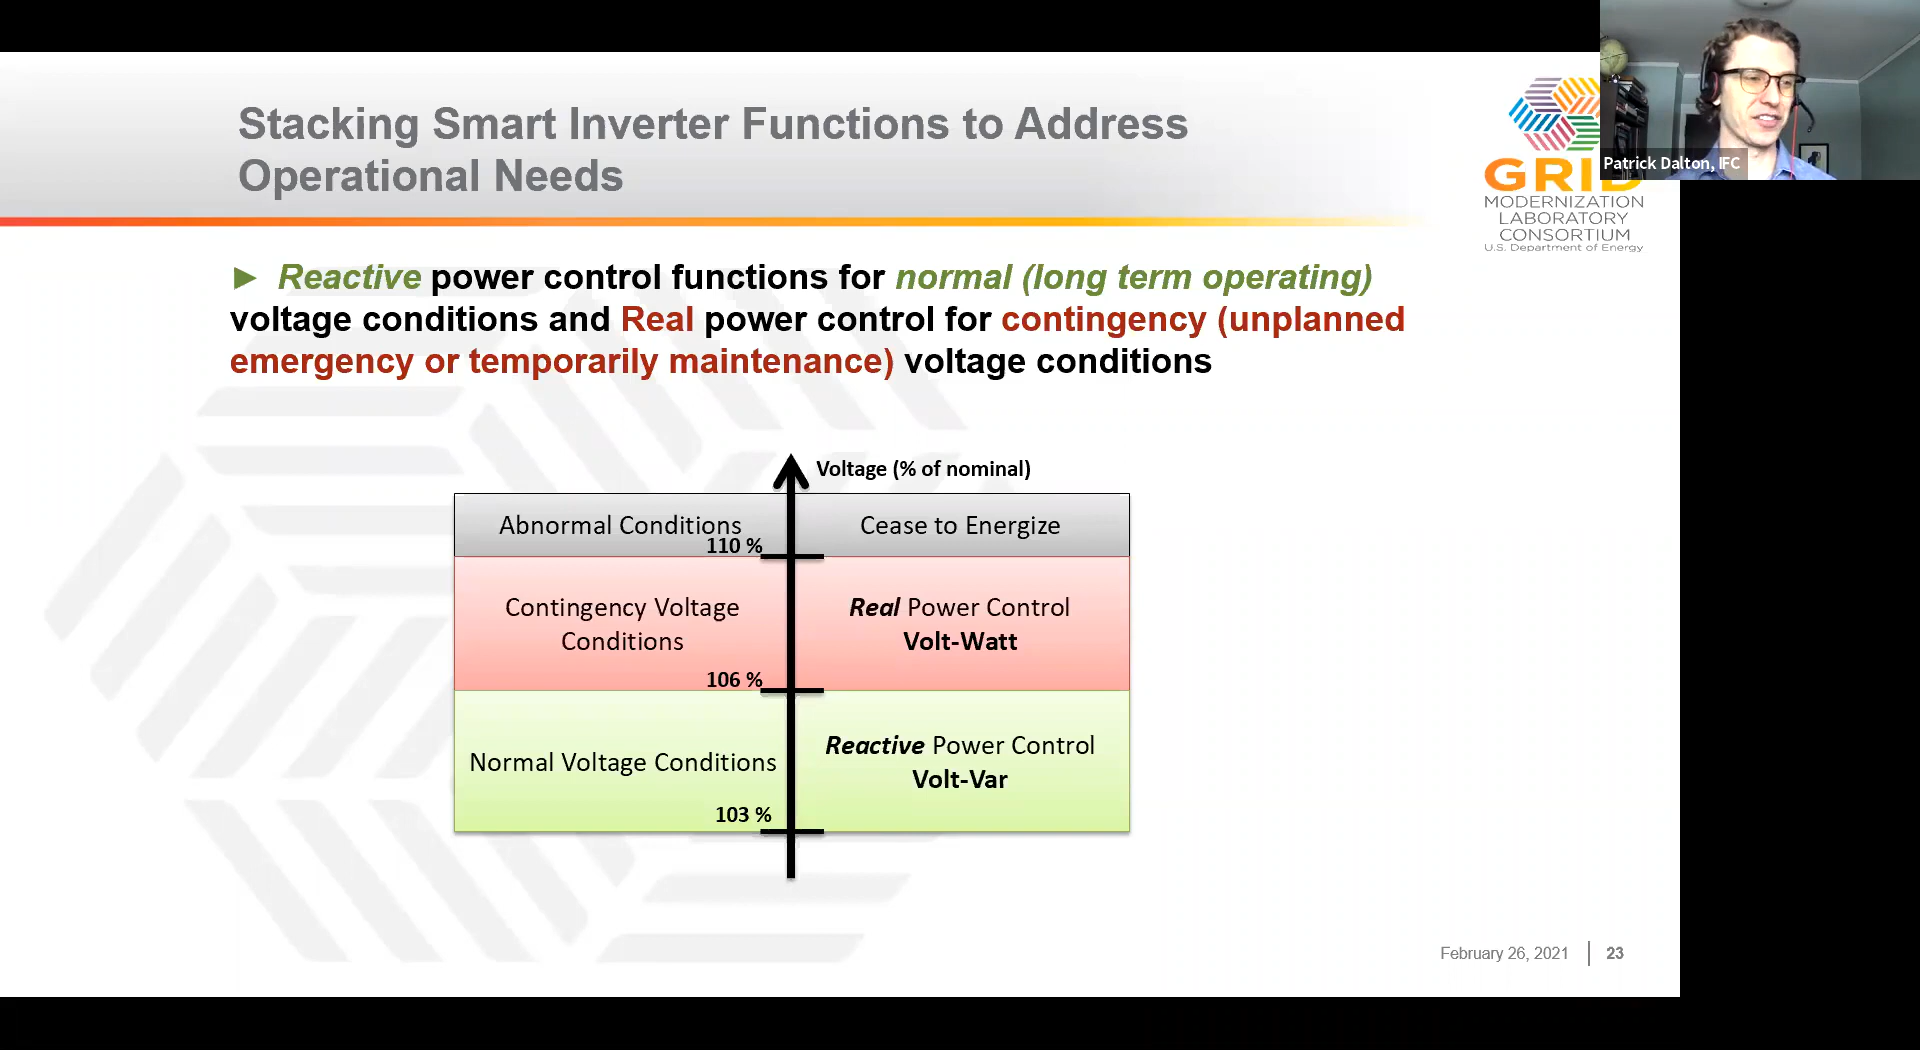 Stacking Smart Inverter Functions to Address
Operational Needs
Patrick Dalton, IFC
GRID
MODERNIZATION
LABORATORY
CONSORTIUM
U.S. Department of Energy
► Reactive power control functions for normal (long term operating)
voltage conditions and Real power control for contingency (unplanned
emergency or temporarily maintenance) voltage conditions
Voltage (% of nominal)
Abnormal Conditions
Cease to Energize
110 %
Contingency Voltage
Conditions
Real Power Control
Volt-Watt
106 %
Normal Voltage Conditions
Reactive Power Control
Volt-Var
103 %
February 26, 2021
23